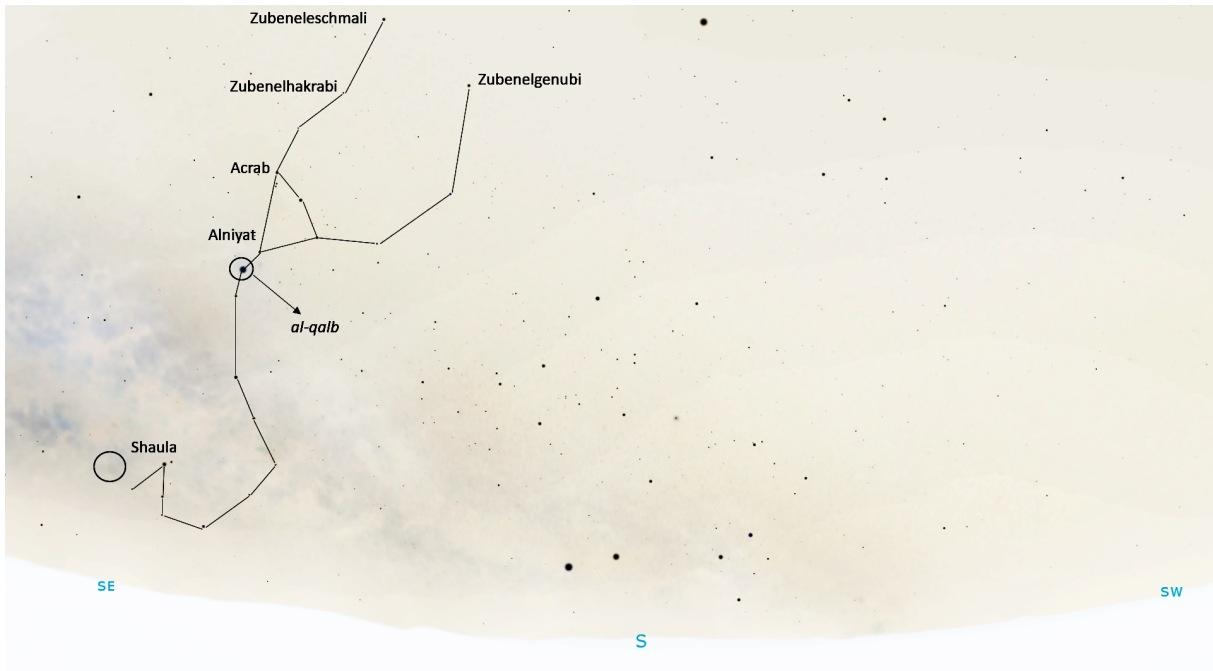 Zubeneleschmali
Zubenelgenubi
Zubenelhakrabi
Acrab
Alniyat
al-qalb
Shaula
SE
SW
S